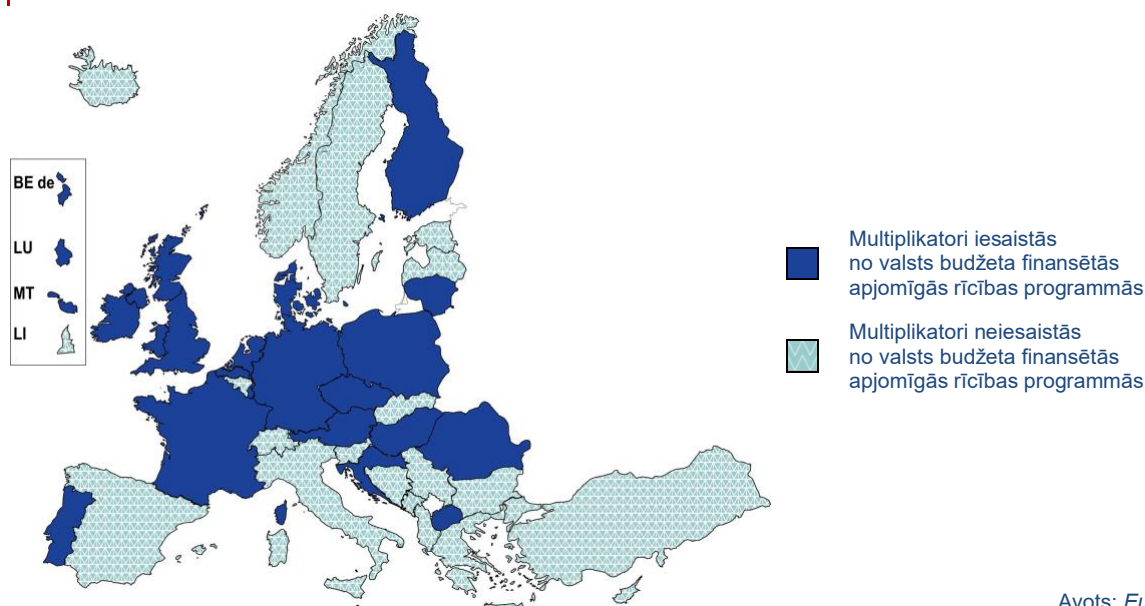 BE de
LU
MT
LI
Multiplikatori iesaistās
no valsts budžeta finansētās
apjomīgās rīcības programmās
Multiplikatori neiesaistās
no valsts budžeta finansētās
apjomīgās rīcības programmās
Avots: